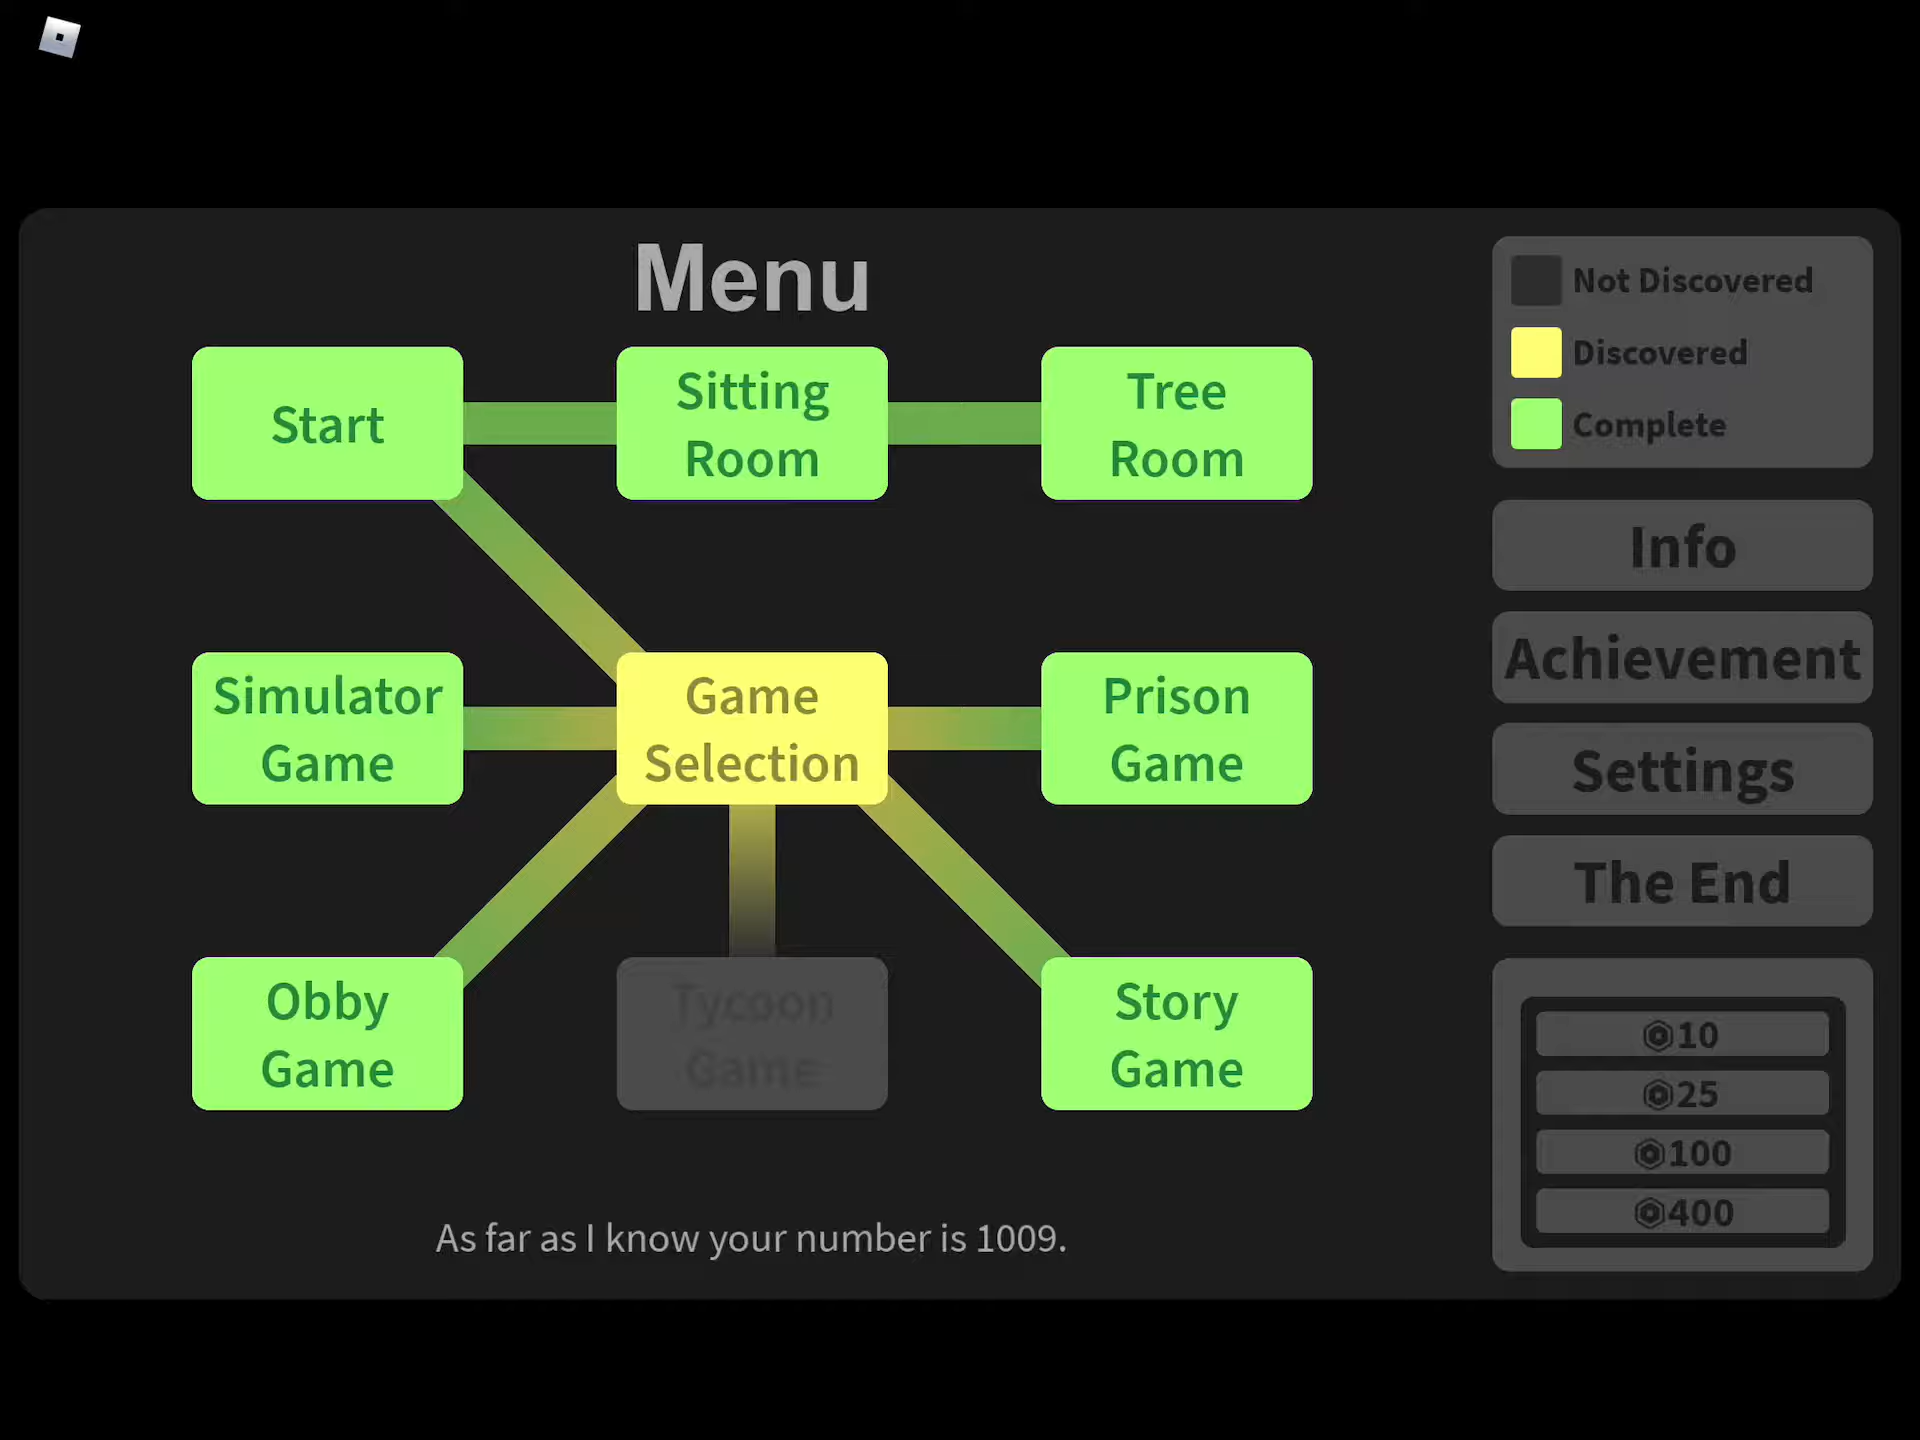 Menu
Start
Sitting
Room
Tree
Room
Simulator
Game
Game
Selection
Prison
Game
Obby
Game
Tycoon
Game
Story
Game
As far as I know your number is 1009.
Not Discovered
Discovered
Complete
Info
Achievement
Settings
The End
10
25
100
400